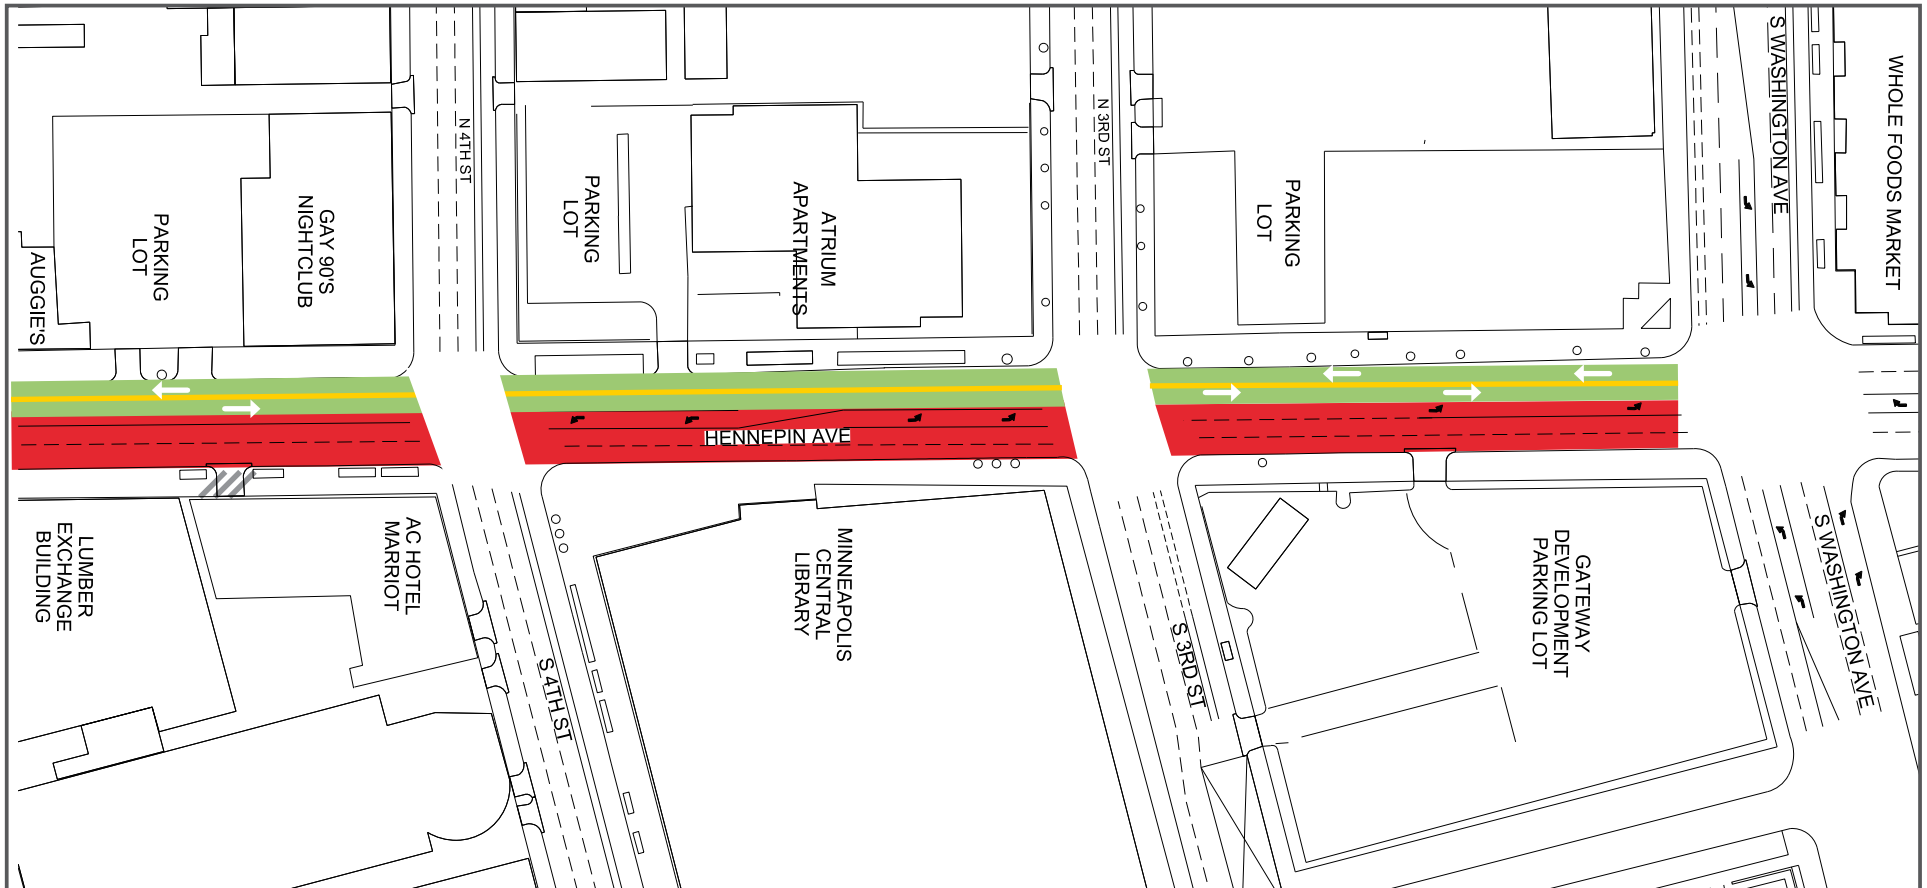 AUGGIE'S
PARKING
LOT
GAY 90'S
NIGHTCLUB
N 4TH ST
PARKING
LOT
ATRIUM
APARTMENTS
N 3RD ST
PARKING
LOT
S WASHINGTON AVE
WHOLE FOODS MARKET
HENNEPIN AVE
LUMBER
EXCHANGE
BUILDING
AC HOTEL
MARRIOT
S 4TH ST
MINNEAPOLIS
CENTRAL
LIBRARY
S 3RD ST
GATEWAY
DEVELOPMENT
PARKING LOT
S WASHINGTON AVE